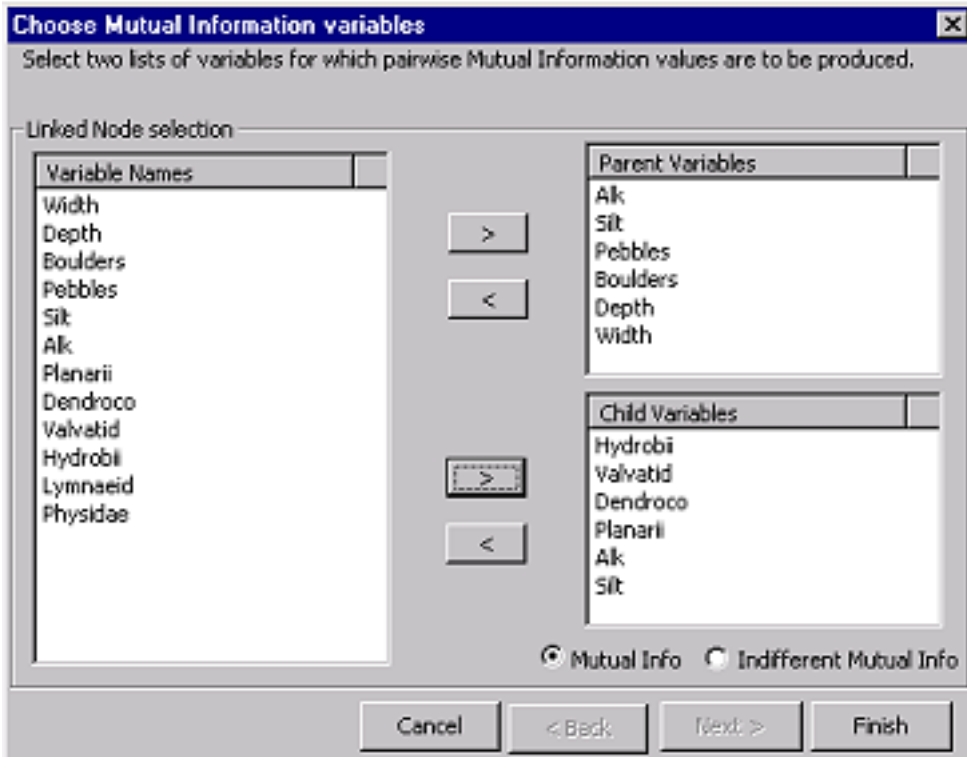 Choose Mutual Information variables
Select two lists of variables for which pairwise Mutual Information values are to be produced.
Linked Node selection
Variable Names
Width
Depth
Boulders
Pebbles
Silt
Alk
Planarii
Dendroco
Valvatid
Hydrobii
Lymnaeid
Physidae
>
<
Parent Variables
Alk
Silt
Pebbles
Boulders
Depth
Width
>
<
Child Variables
Hydrobii
Valvatid
Dendroco
Planarii
Alk
Silt
Mutual Info Indifferent Mutual Info
Cancel < Back Next > Finish